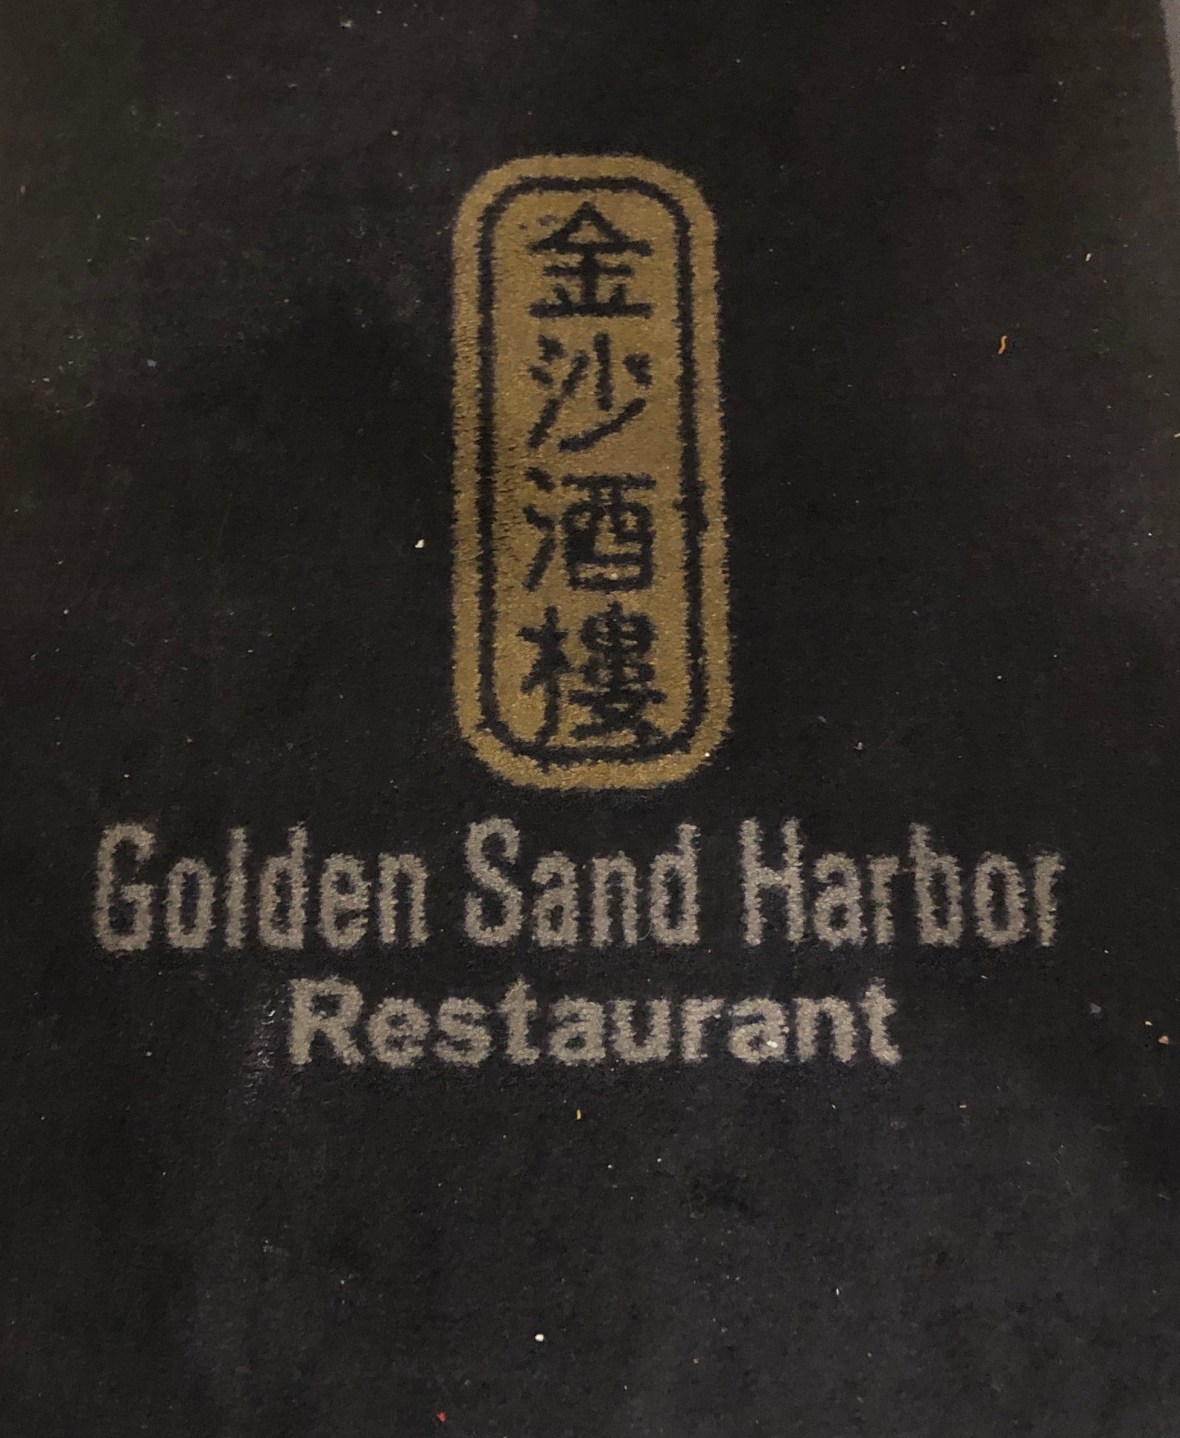 金沙酒樓
Golden Sand Harbor
Restaurant